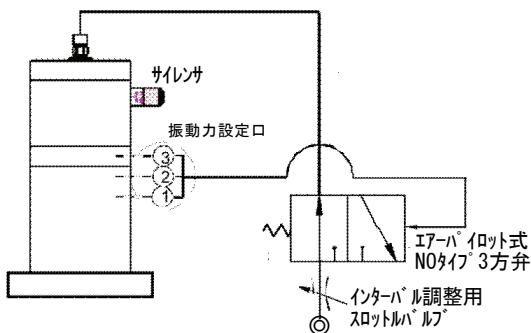 サイレンサ
振動力設定口
③
②
①
エアーパイロット式
NOタイプ3方弁
インターバル調整用
スロットルバルブ